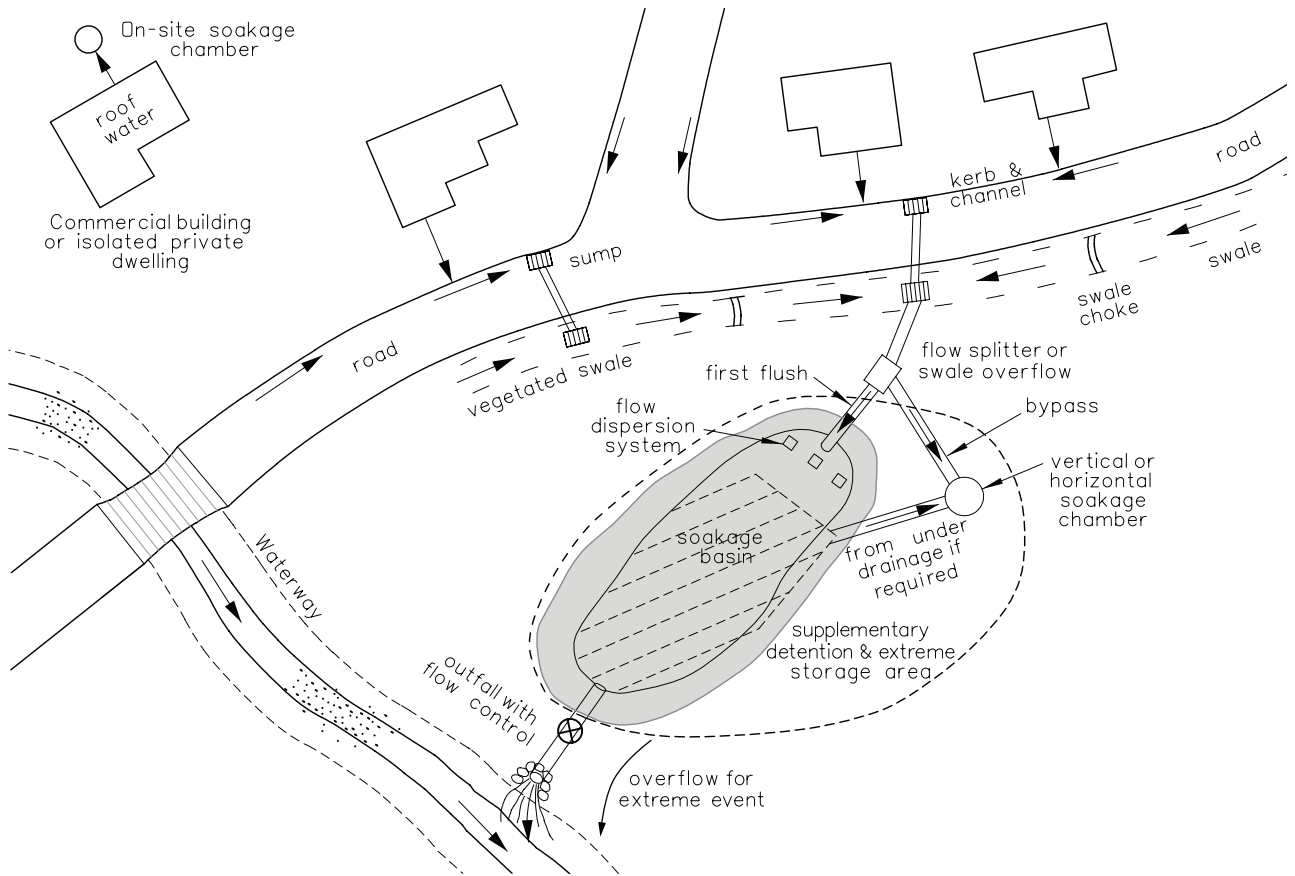 On-site soakage
chamber
roof
water
Commercial building
or isolated private
dwelling
sump
kerb &
channel
road
swale
swale
choke
road
vegetated swale
first flush
flow splitter or
swale overflow
flow
dispersion
system
bypass
vertical or
horizontal
soakage
chamber
soakage
basin
from under
drainage if
required
Waterway
supplementary
detention & extreme
storage area
outfall with
flow control
overflow for
extreme event